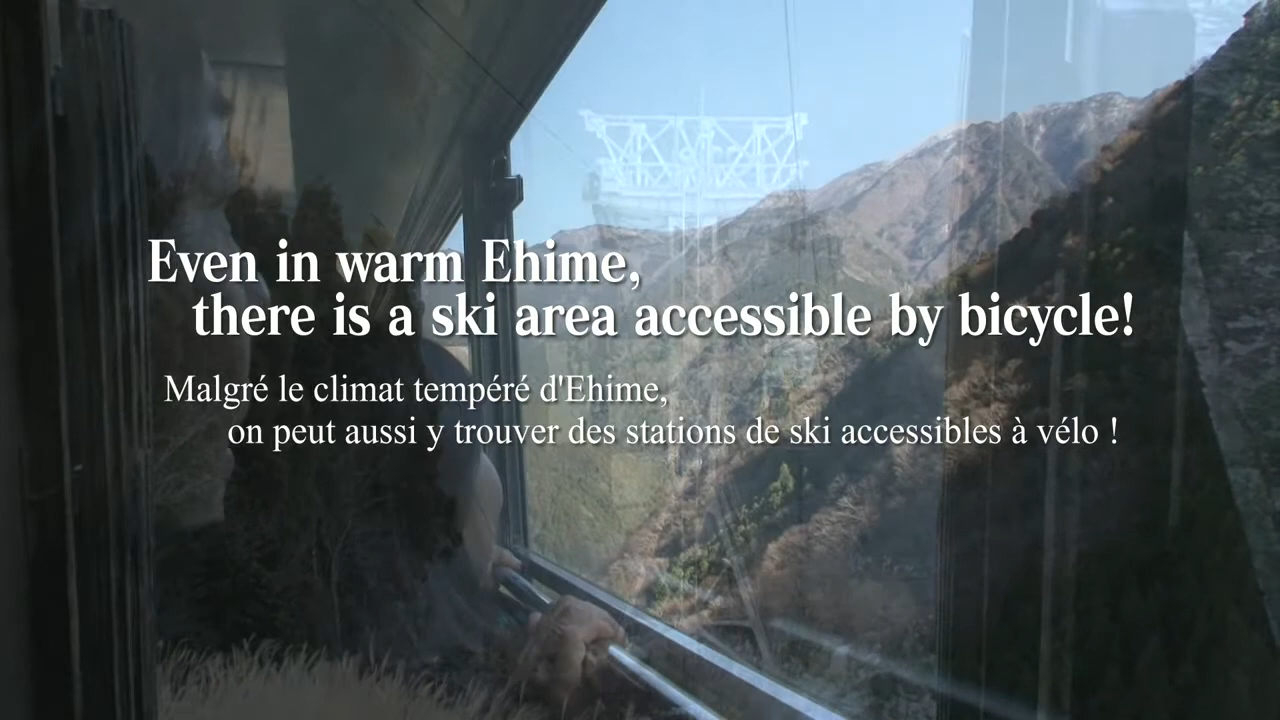 Even in warm Ehime,
there is a ski area accessible by bicycle!
Malgré le climat tempéré d'Ehime,
on peut aussi y trouver des stations de ski accessibles à vélo !